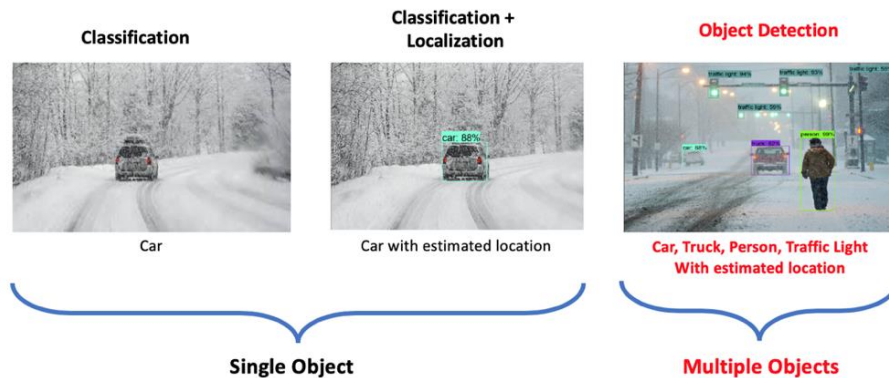 Classification
Classification +
Localization
Object Detection
car: 88%
Car
Car with estimated location
Car, Truck, Person, Traffic Light
With estimated location
Single Object
Multiple Objects